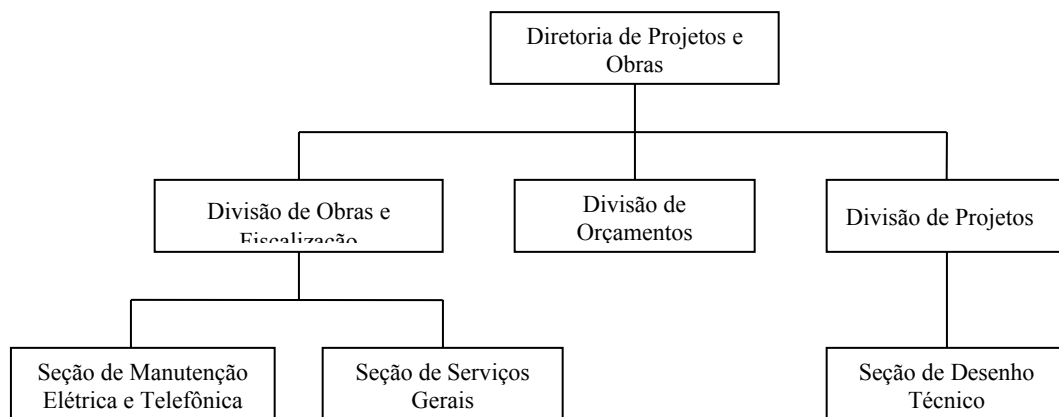 Diretoria de Projetos e
Obras
Divisão de Obras e
Fiscalização
Divisão de
Orçamentos
Divisão de Projetos
Seção de Manutenção
Elétrica e Telefônica
Seção de Serviços
Gerais
Seção de Desenho
Técnico